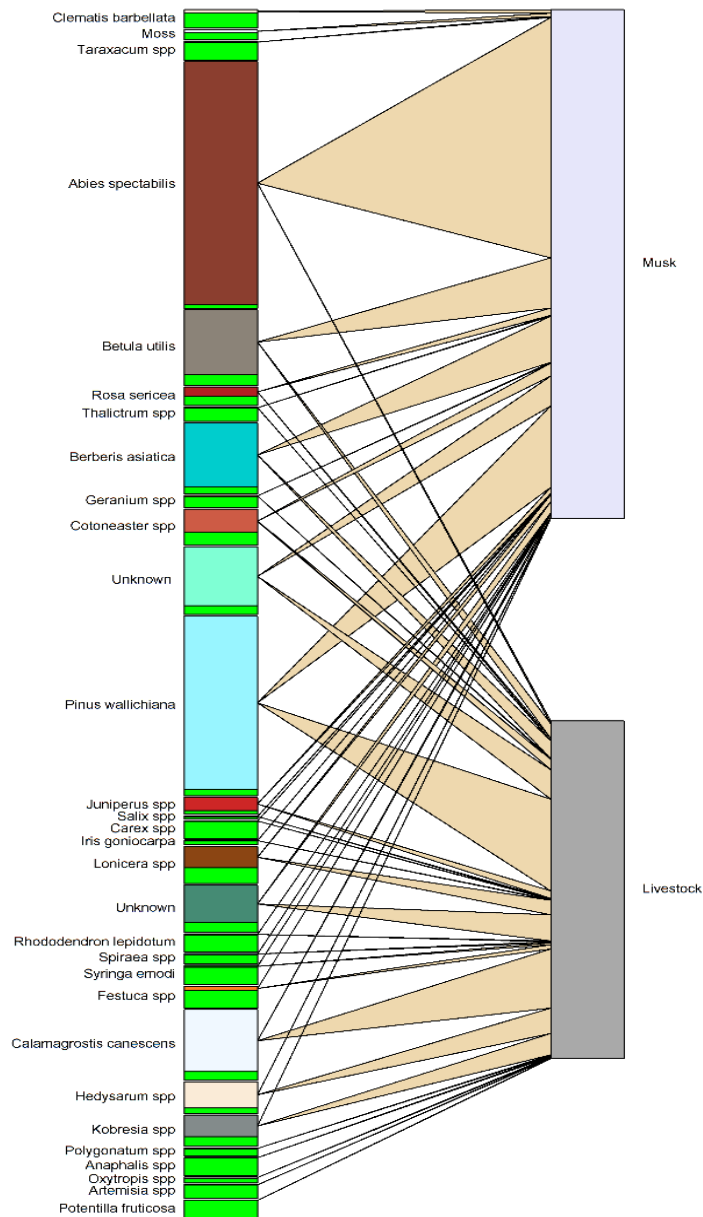 Clematis barbellata
Moss
Taraxacum spp
Abies spectabilis
Musk
Betula utilis
Rosa sericea
Thalictrum spp
Berberis asiatica
Geranium spp
Cotoneaster spp
Unknown
Pinus wallichiana
Juniperus spp
Salix spp
Carex spp
Iris goniocarpa
Lonicera spp
Livestock
Unknown
Rhododendron lepidotum
Spiraea spp
Syringa emodi
Festuca spp
Calamagrostis canescens
Hedysarum spp
Kobresia spp
Polygonatum spp
Anaphalis spp
Oxytropis spp
Artemisia spp
Potentilla fruticosa